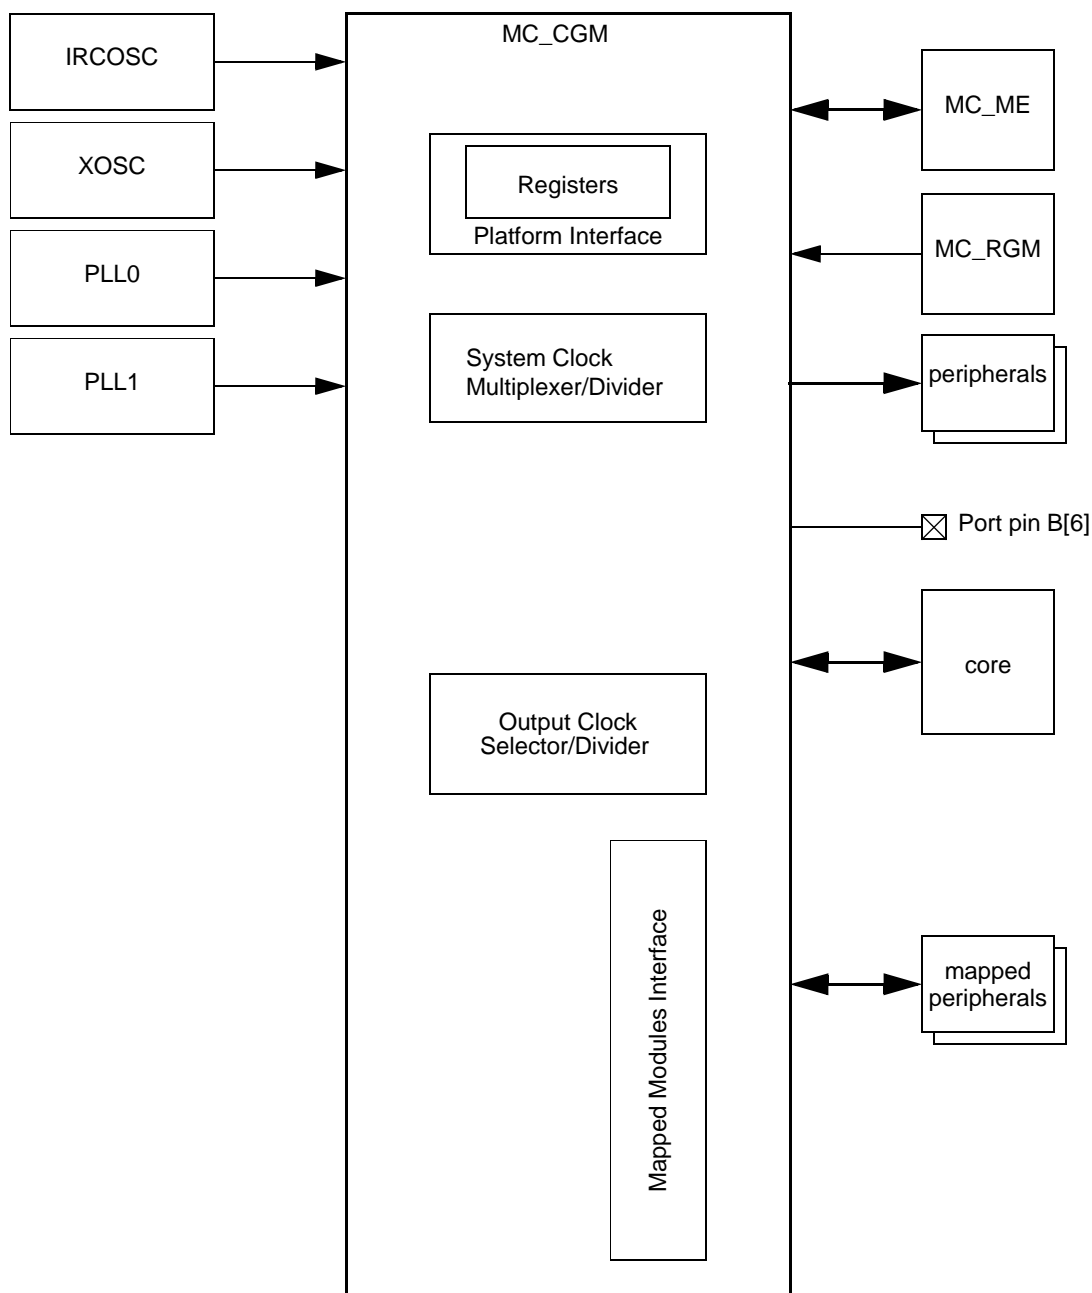 MC_CGM
IRCOSC
XOSC
PLL0
PLL1
Registers
Platform Interface
System Clock
Multiplexer/Divider
Output Clock
Selector/Divider
Mapped Modules Interface
MC_ME
MC_RGM
peripherals
Port pin B[6]
core
mapped
peripherals